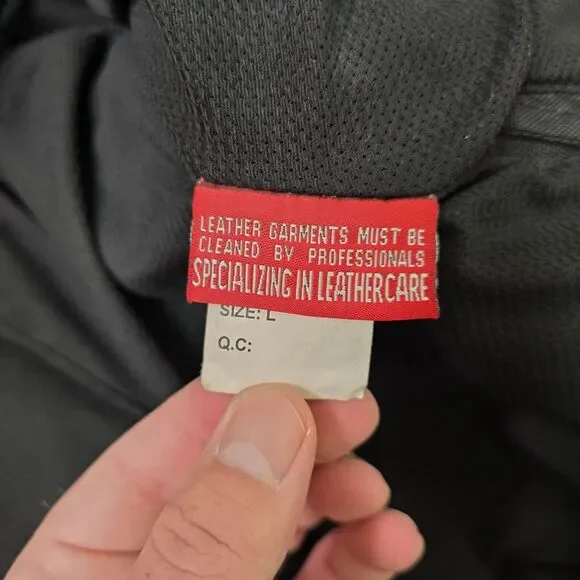 LEATHER GARMENTS MUST BE
CLEANED BY PROFESSIONALS
SPECIALIZING IN LEATHERCARE
SIZE: L
Q.C: